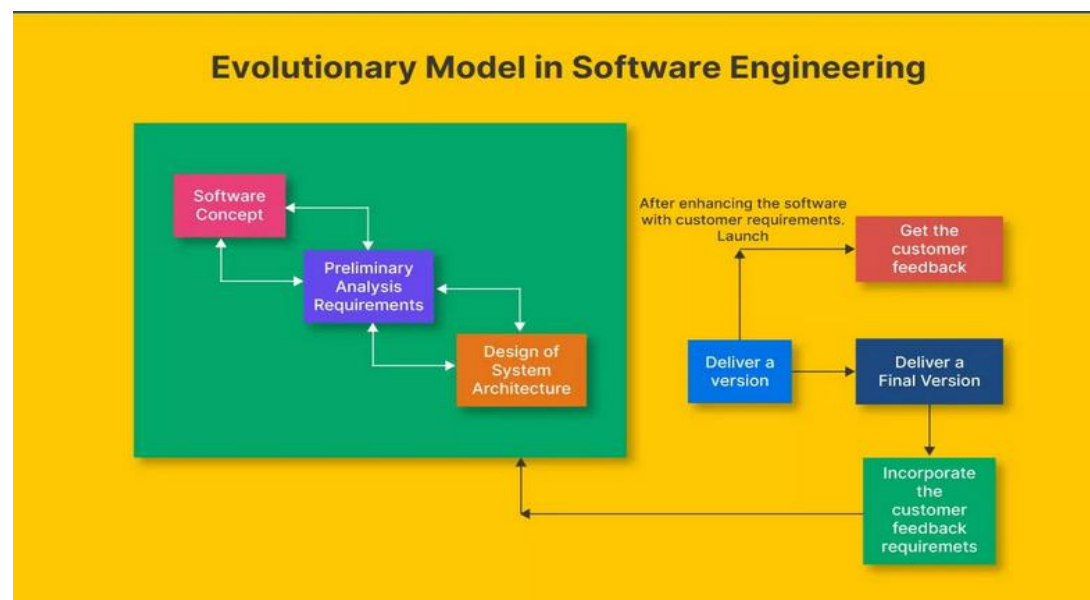 Evolutionary Model in Software Engineering
Software
Concept
Preliminary
Analysis
Requirements
Design of
System
Architecture
After enhancing the software
with customer requirements.
Launch
Get the
customer
feedback
Deliver a
version
Deliver a
Final Version
Incorporate
the
customer
feedback
requiremets